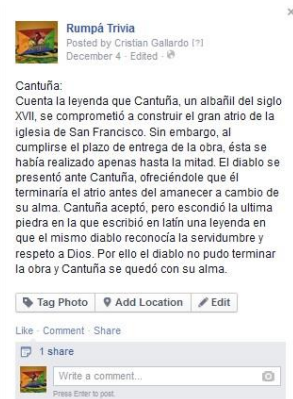 Rumpá Trivia
Posted by Cristian Gallardo [?]
December 4 · Edited ·
Cantuña:
Cuenta la leyenda que Cantuña, un albañil del siglo
XVII, se comprometió a construir el gran atrio de la
iglesia de San Francisco. Sin embargo, al
cumplirse el plazo de entrega de la obra, ésta se
había realizado apenas hasta la mitad. El diablo se
presentó ante Cantuña, ofreciéndole que él
terminaría el atrio antes del amanecer a cambio de
su alma. Cantuña aceptó, pero escondió la ultima
piedra en la que escribió en latín una leyenda en
que el mismo diablo reconocía la servidumbre y
respeto a Dios. Por ello el diablo no pudo terminar
la obra y Cantuña se quedó con su alma.
Tag Photo Add Location Edit
Like · Comment · Share
1 share
Write a comment...
Press Enter to post.